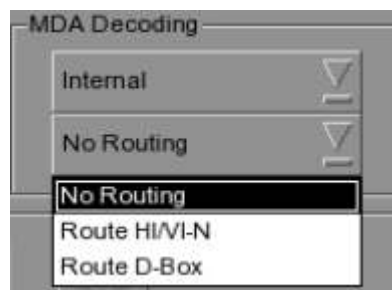 MDA Decoding
Internal
No Routing
No Routing
Route HI/VI-N
Route D-Box